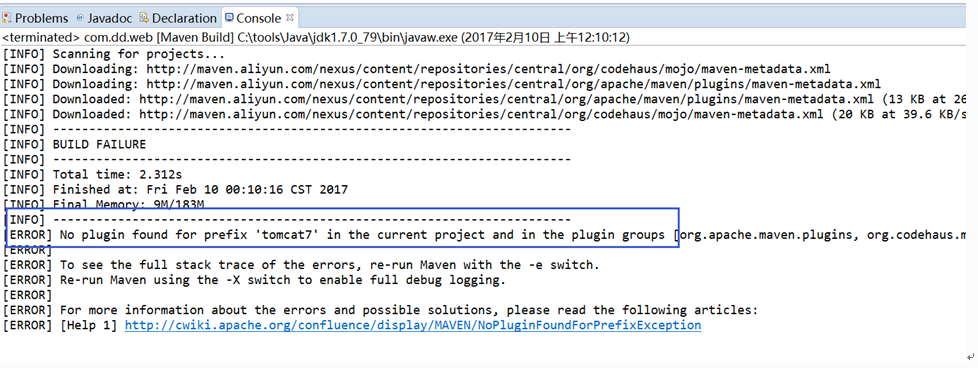 Problems Javadoc Declaration Console
<terminated> com.dd.web [Maven Build] C:\tools\Java\jdk1.7.0_79\bin\javaw.exe (2017年2月10日 上午12:10:12)
[INFO] Scanning for projects...
[INFO] Downloading: http://maven.aliyun.com/nexus/content/repositories/central/org/codehaus/mojo/maven-metadata.xml
[INFO] Downloading: http://maven.aliyun.com/nexus/content/repositories/central/org/apache/maven/plugins/maven-metadata.xml
[INFO] Downloaded: http://maven.aliyun.com/nexus/content/repositories/central/org/apache/maven/plugins/maven-metadata.xml (13 KB at 26
[INFO] Downloaded: http://maven.aliyun.com/nexus/content/repositories/central/org/codehaus/mojo/maven-metadata.xml (20 KB at 39.6 KB/s
[INFO] ------------------------------------------------------------------------
[INFO] BUILD FAILURE
[INFO] ------------------------------------------------------------------------
[INFO] Total time: 2.312s
[INFO] Finished at: Fri Feb 10 00:10:16 CST 2017
[INFO] Final Memory: 9M/183M
[INFO] ------------------------------------------------------------------------
[ERROR] No plugin found for prefix 'tomcat7' in the current project and in the plugin groups [org.apache.maven.plugins, org.codehaus.m
[ERROR]
[ERROR] To see the full stack trace of the errors, re-run Maven with the -e switch.
[ERROR] Re-run Maven using the -X switch to enable full debug logging.
[ERROR]
[ERROR] For more information about the errors and possible solutions, please read the following articles:
[ERROR] [Help 1] http://cwiki.apache.org/confluence/display/MAVEN/NoPluginFoundForPrefixException